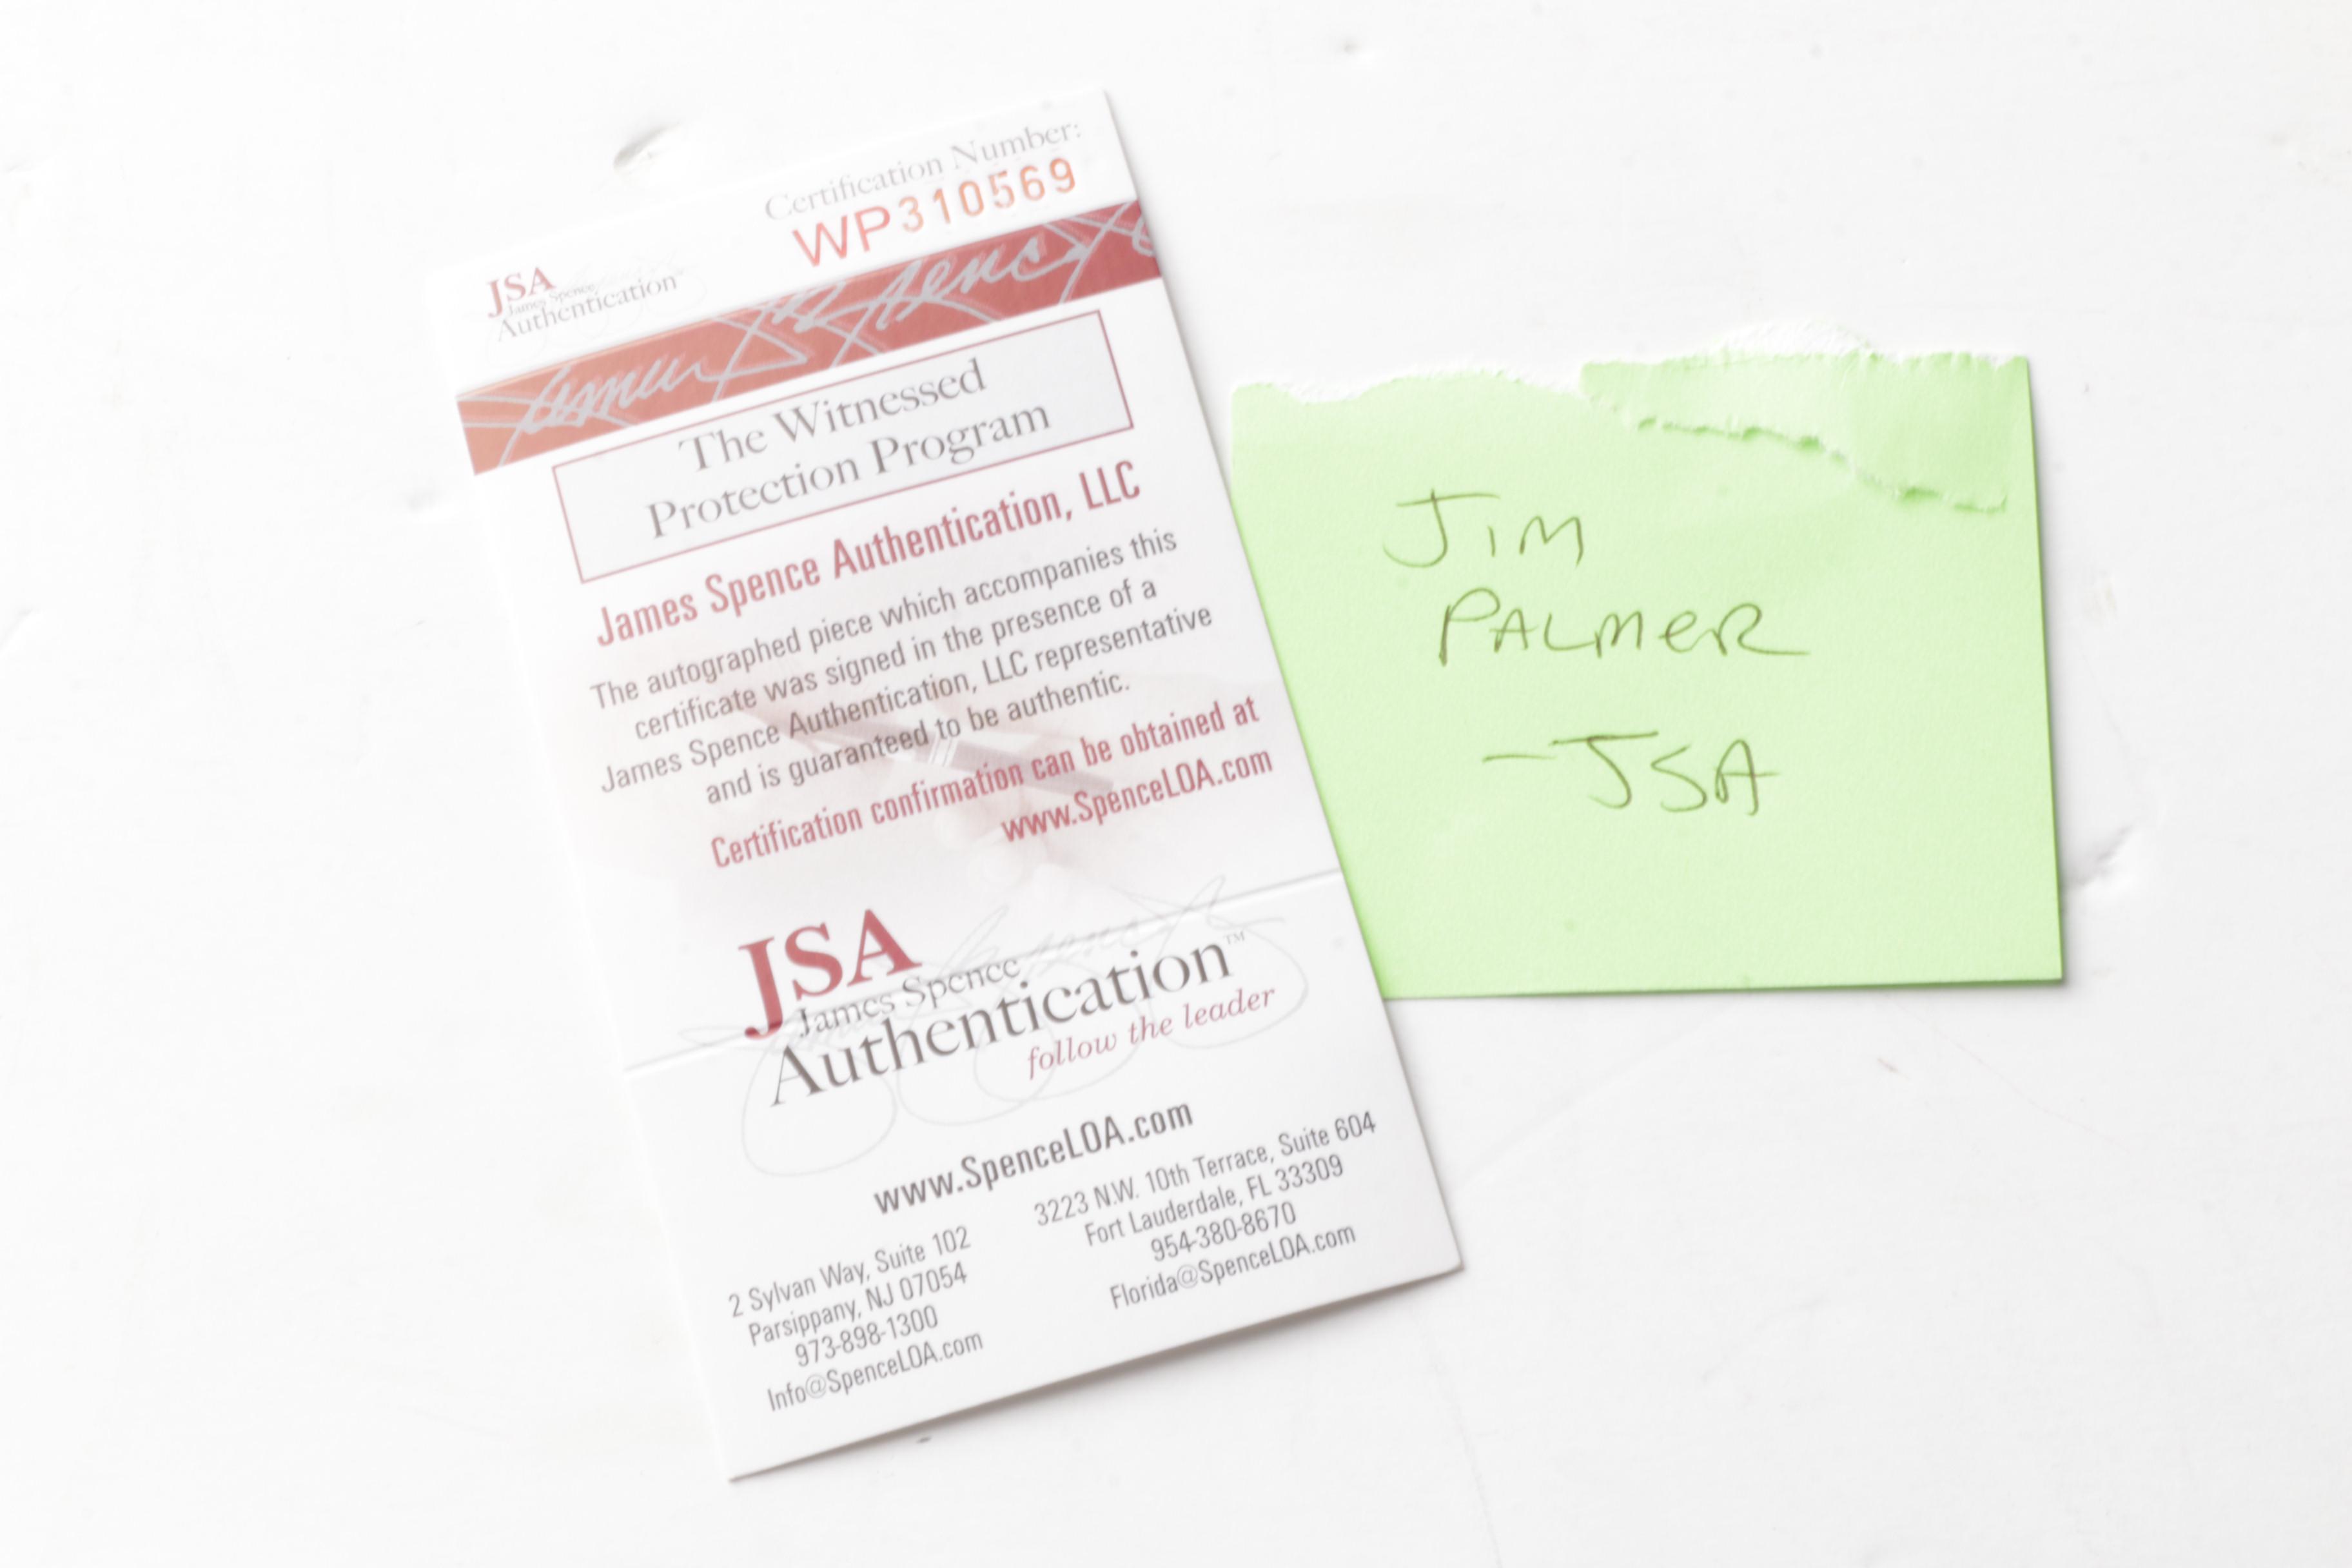 Certification Number:
WP310569
JSA
James Spence
Authentication
James Spence
The Witnessed
Protection Program
James Spence Authentication, LLC
The autographed piece which accompanies this
certificate was signed in the presence of a
James Spence Authentication, LLC representative
and is guaranteed to be authentic.
Certification confirmation can be obtained at
www.SpenceLOA.com
JSA
James Spence
Authentication™
follow the leader
www.SpenceLOA.com
2 Sylvan Way, Suite 102
Parsippany, NJ 07054
973-898-1300
Info@SpenceLOA.com
3223 N.W. 10th Terrace, Suite 604
Fort Lauderdale, FL 33309
954-380-8670
Florida@SpenceLOA.com
JIM
PALMER
-JSA